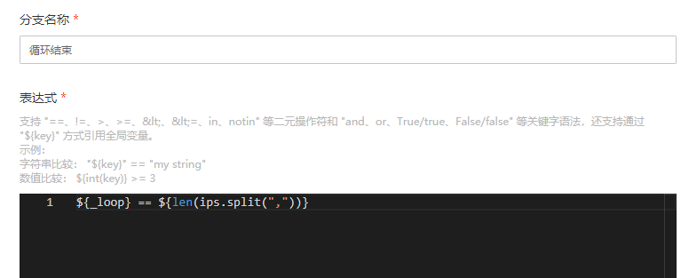 分支名称 *
循环结束
表达式 *
支持 "==、!=、>、>=、&lt;、&lt;=、in、notin" 等二元操作符和 "and、or、True/true、False/false" 等关键字语法，还支持通过
"${key}" 方式引用全局变量。
示例：
字符串比较： "${key}" == "my string"
数值比较： ${int(key)} >= 3
1 ${_loop} == ${len(ips.split(","))}